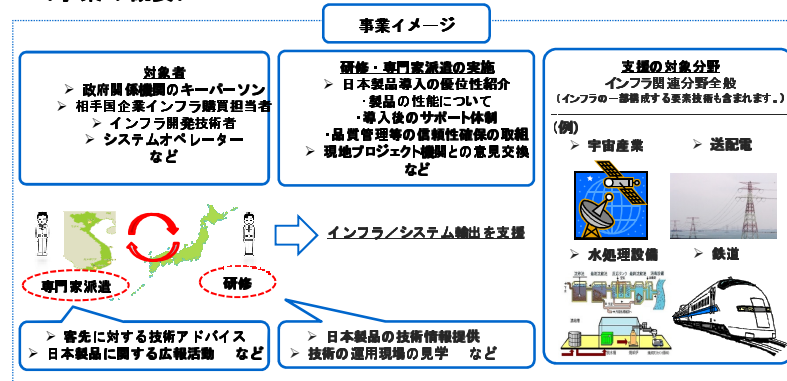 事業イメージ
対象者
➢ 政府関係機関のキーパーソン
➢ 相手国企業インフラ購買担当者
➢ インフラ開発技術者
➢ システムオペレーター
など
研修・専門家派遣の実施
➢ 日本製品導入の優位性紹介
・製品の性能について
・導入後のサポート体制
・品質管理等の信頼性確保の取組
➢ 現地プロジェクト機関との意見交換
など
支援の対象分野
インフラ関連分野全般
(インフラの一部構成する要素技術も含まれます。)
(例)
➢ 宇宙産業
➢ 送配電
➢ 水処理設備
➢ 鉄道
専門家派遣
研修
インフラ/システム輸出を支援
➢ 客先に対する技術アドバイス
➢ 日本製品に関する広報活動 など
➢ 日本製品の技術情報提供
➢ 技術の運用現場の見学 など